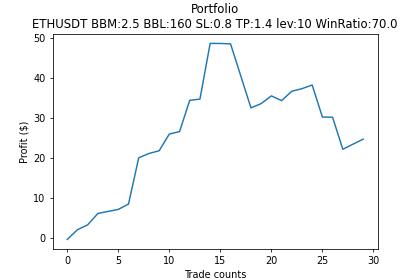 Portfolio
ETHUSDT BBM:2.5 BBL:160 SL:0.8 TP:1.4 lev:10 WinRatio:70.0
50
40
30
20
10
0
Profit ($)
0 5 10 15 20 25 30
Trade counts